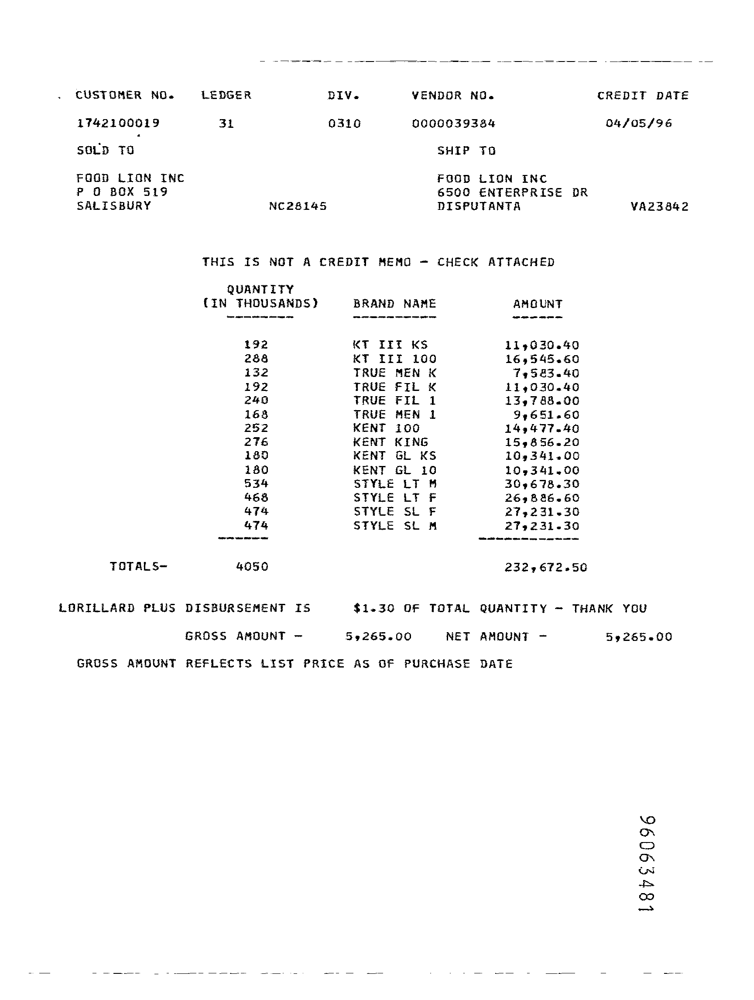 CUSTOMER NO. LEDGER DIV. VENDOR NO. CREDIT DATE
1742100019 31 0310 0000039384 04/05/96
SOLD TO SHIP TO
FOOD LION INC FOOD LION INC
P O BOX 519 6500 ENTERPRISE DR
SALISBURY NC28145 DISPUTANTA VA23842
THIS IS NOT A CREDIT MEMO - CHECK ATTACHED
QUANTITY
(IN THOUSANDS) BRAND NAME AMOUNT
-------- ---------- ------
192 KT III KS 11,030.40
288 KT III 100 16,545.60
132 TRUE MEN K 7,583.40
192 TRUE FIL K 11,030.40
240 TRUE FIL 1 13,788.00
168 TRUE MEN 1 9,651.60
252 KENT 100 14,477.40
276 KENT KING 15,856.20
180 KENT GL KS 10,341.00
180 KENT GL 10 10,341.00
534 STYLE LT M 30,678.30
468 STYLE LT F 26,886.60
474 STYLE SL F 27,231.30
474 STYLE SL M 27,231.30
------ ------------
TOTALS- 4050 232,672.50
LORILLARD PLUS DISBURSEMENT IS $1.30 OF TOTAL QUANTITY - THANK YOU
GROSS AMOUNT - 5,265.00 NET AMOUNT - 5,265.00
GROSS AMOUNT REFLECTS LIST PRICE AS OF PURCHASE DATE
96063481